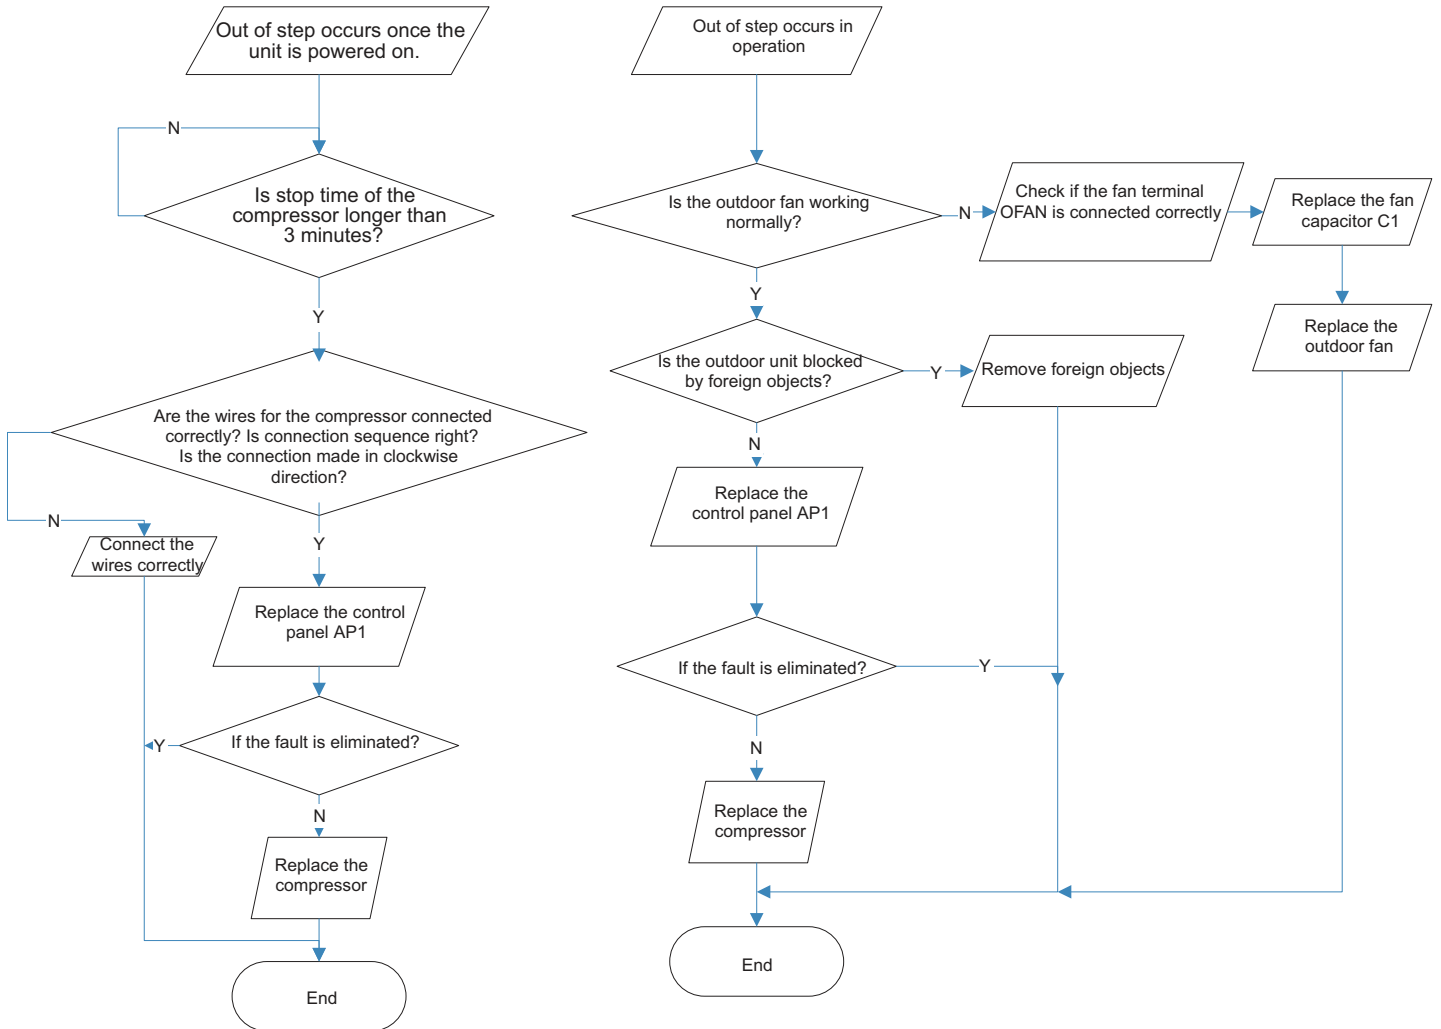 Out of step occurs once the
unit is powered on.
N
Is stop time of the
compressor longer than
3 minutes?
Y
Are the wires for the compressor connected
correctly? Is connection sequence right?
Is the connection made in clockwise
direction?
N
Connect the
wires correctly
Y
Replace the control
panel AP1
If the fault is eliminated?
Y
N
Replace the
compressor
End
Out of step occurs in
operation
Is the outdoor fan working
normally?
N
Check if the fan terminal
OFAN is connected correctly
Replace the fan
capacitor C1
Replace the
outdoor fan
Y
Is the outdoor unit blocked
by foreign objects?
Y
Remove foreign objects
N
Replace the
control panel AP1
If the fault is eliminated?
Y
N
Replace the
compressor
End